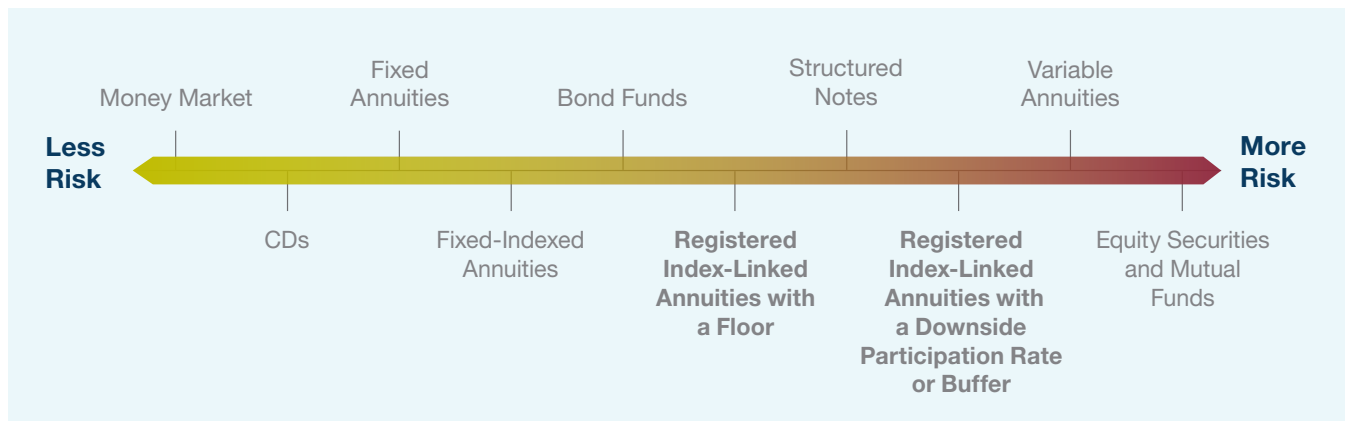 Less
Risk
Money Market
Fixed
Annuities
Bond Funds
Structured
Notes
Variable
Annuities
More
Risk
CDs
Fixed-Indexed
Annuities
Registered
Index-Linked
Annuities with
a Floor
Registered
Index-Linked
Annuities with
a Downside
Participation Rate
or Buffer
Equity Securities
and Mutual
Funds